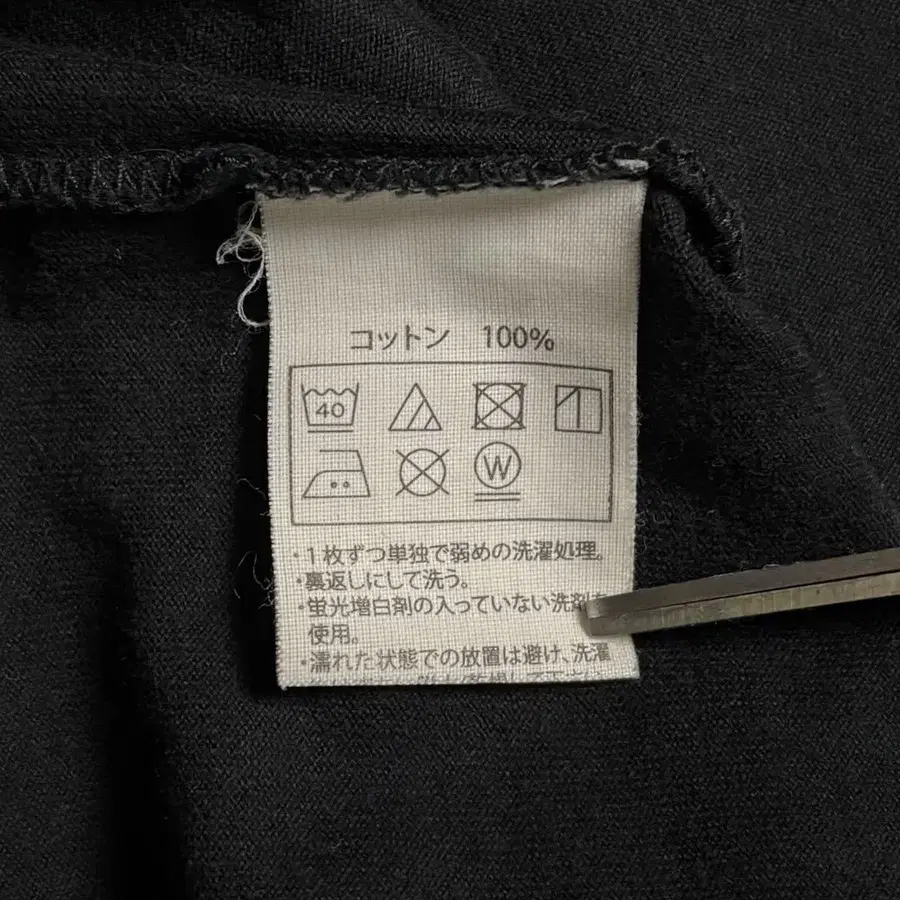 コットン 100%
40
W
・1枚ずつ単独で弱めの洗濯処理。
・裏返しにして洗う。
・蛍光増白剤の入っていない洗剤を
使用。
・濡れた状態での放置は避け、洗濯